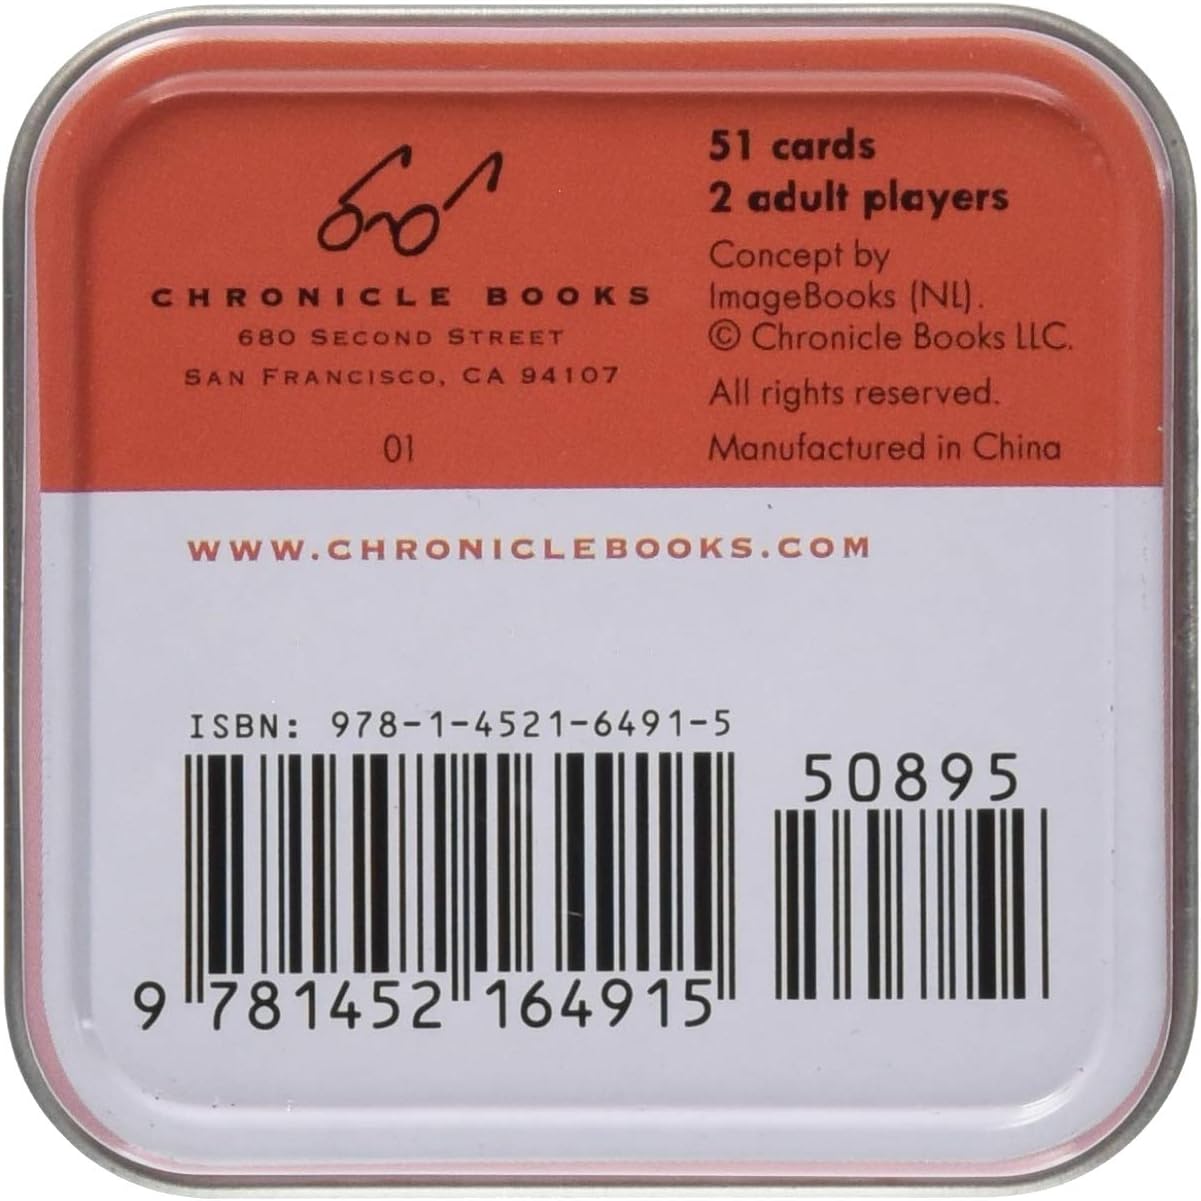 CHRONICLE BOOKS
680 SECOND STREET
SAN FRANCISCO, CA 94107
01
51 cards
2 adult players
Concept by
ImageBooks (NL).
© Chronicle Books LLC.
All rights reserved.
Manufactured in China
WWW.CHRONICLEBOOKS.COM
ISBN: 978-1-4521-6491-5
50895
9 781452 164915